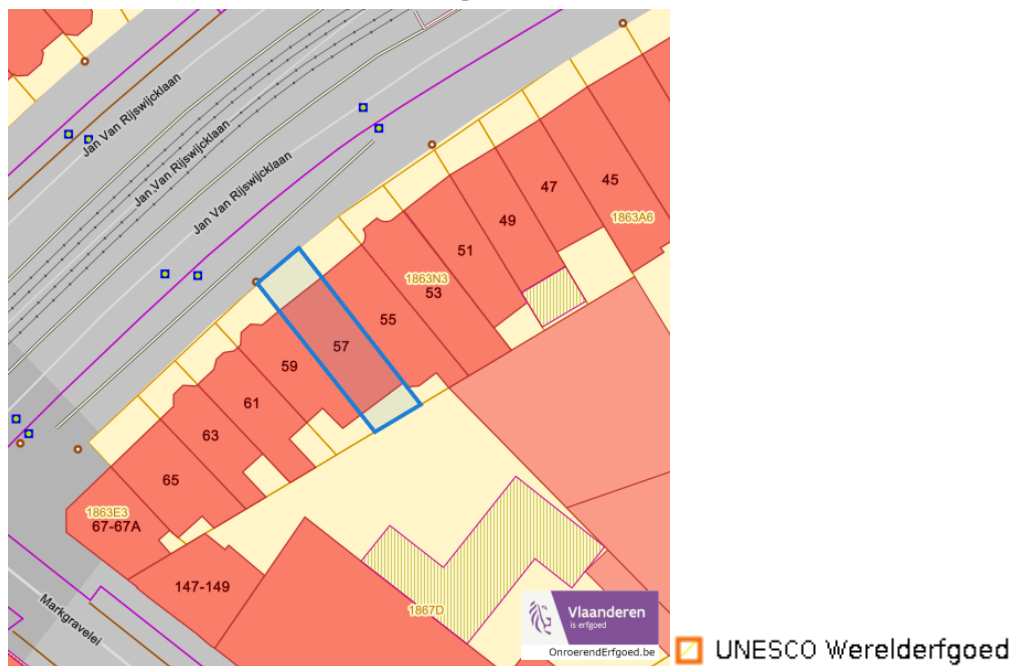 Jan Van Rijswijcklaan
Jan Van Rijswijcklaan
Jan Van Rijswijcklaan
45
47
1863A6
49
51
1863N3
53
55
57
59
61
63
65
1863E3
67-67A
147-149
1867D
Markgravelei
Vlaanderen
is erfgoed
OnroerendErfgoed.be
UNESCO Werelderfgoed